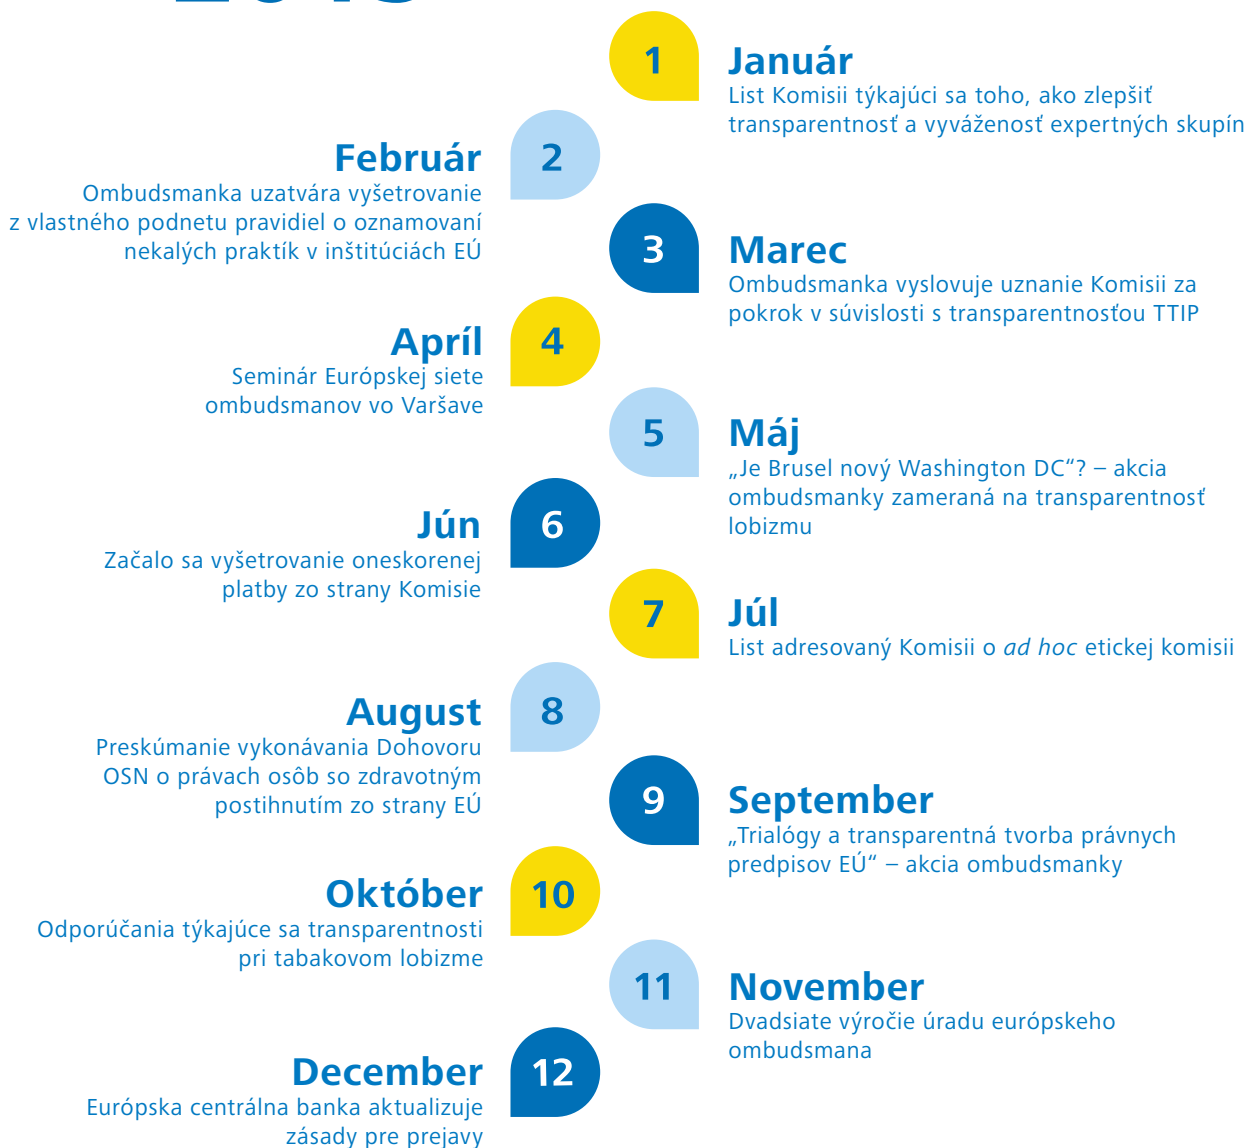 1
Január
List Komisii týkajúci sa toho, ako zlepšiť
transparentnosť a vyváženosť expertných skupín
2
Február
Ombudsmanka uzatvára vyšetrovanie
z vlastného podnetu pravidiel o oznamovaní
nekalých praktík v inštitúciách EÚ
3
Marec
Ombudsmanka vyslovuje uznanie Komisii za
pokrok v súvislosti s transparentnosťou TTIP
4
Apríl
Seminár Európskej siete
ombudsmanov vo Varšave
5
Máj
„Je Brusel nový Washington DC“? – akcia
ombudsmanky zameraná na transparentnosť
lobizmu
6
Jún
Začalo sa vyšetrovanie oneskorenej
platby zo strany Komisie
7
Júl
List adresovaný Komisii o ad hoc etickej komisii
8
August
Preskúmanie vykonávania Dohovoru
OSN o právach osôb so zdravotným
postihnutím zo strany EÚ
9
September
„Trialógy a transparentná tvorba právnych
predpisov EÚ“ – akcia ombudsmanky
10
Október
Odporúčania týkajúce sa transparentnosti
pri tabakovom lobizme
11
November
Dvadsiate výročie úradu európskeho
ombudsmana
12
December
Európska centrálna banka aktualizuje
zásady pre prejavy